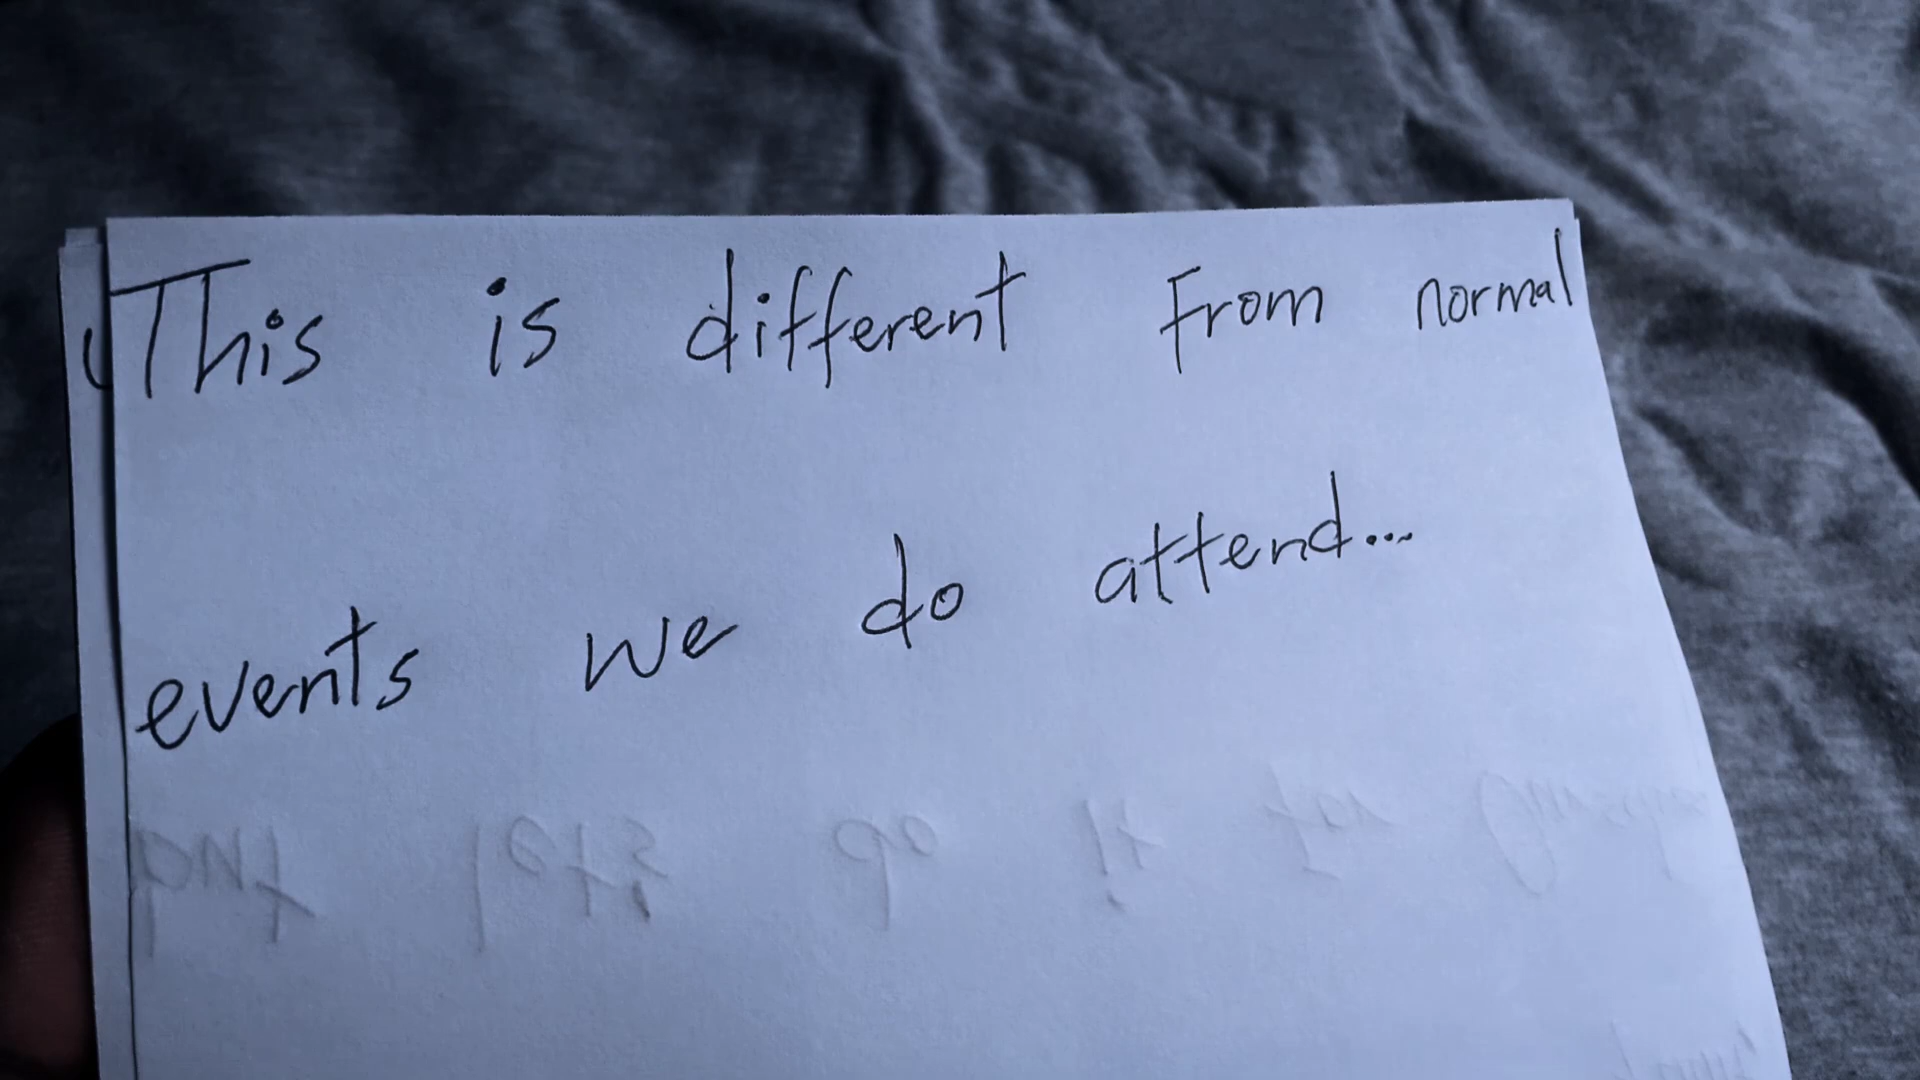 This is different From normal
events we do attend...